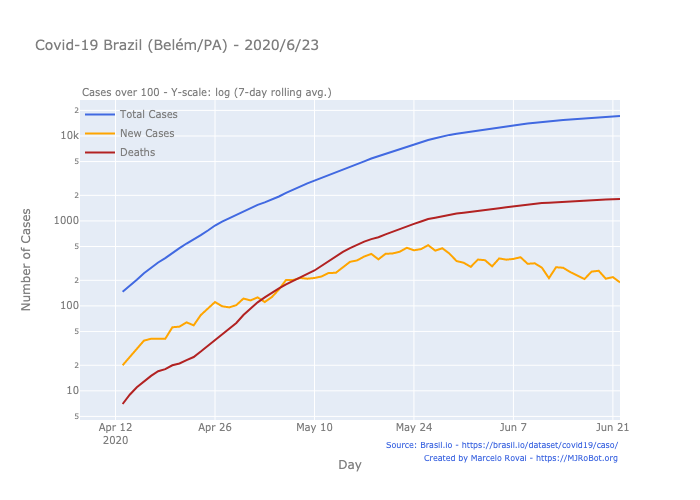 Covid-19 Brazil (Belém/PA) - 2020/6/23
Cases over 100 - Y-scale: log (7-day rolling avg.)
Total Cases
New Cases
Deaths
2
10k
5
2
1000
5
2
100
5
2
10
5
Number of Cases
Apr 12 Apr 26 May 10 May 24 Jun 7 Jun 21
2020
Day
Source: Brasil.io - https://brasil.io/dataset/covid19/caso/
Created by Marcelo Rovai - https://MJRoBot.org